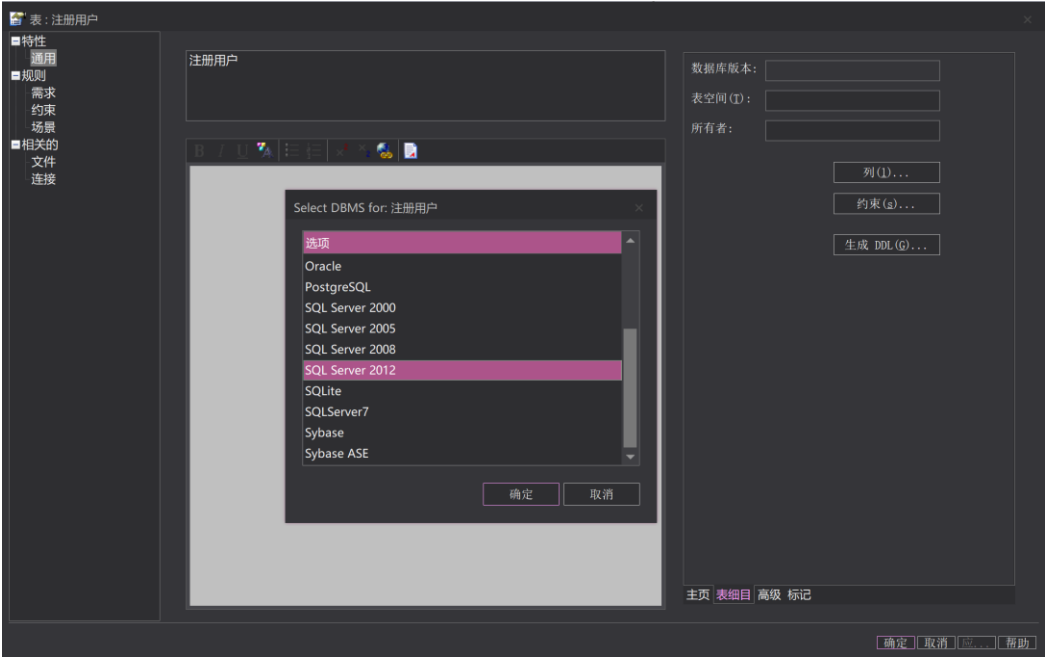 表 : 注册用户
特性
通用
规则
需求
约束
场景
相关的
文件
连接
注册用户
B I U
数据库版本:
表空间(T):
所有者:
列(l)...
约束(s)...
生成 DDL(G)...
Select DBMS for: 注册用户
选项
Oracle
PostgreSQL
SQL Server 2000
SQL Server 2005
SQL Server 2008
SQL Server 2012
SQLite
SQLServer7
Sybase
Sybase ASE
确定 取消
主页 表细目 高级 标记
确定 取消 应... 帮助